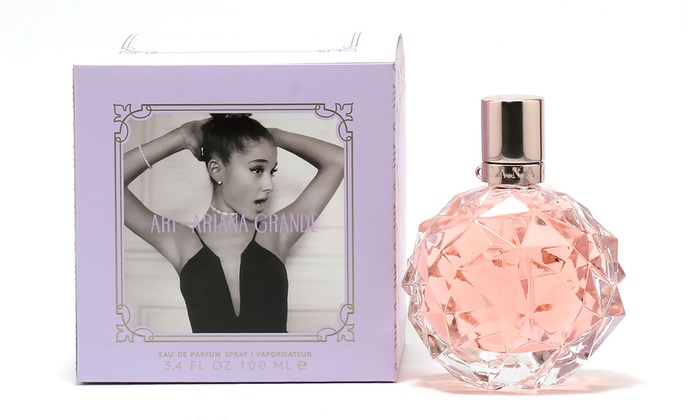 ARI ARIANA GRANDE
EAU DE PARFUM SPRAY | VAPORISATEUR
3.4 FL OZ 100 ML ℮